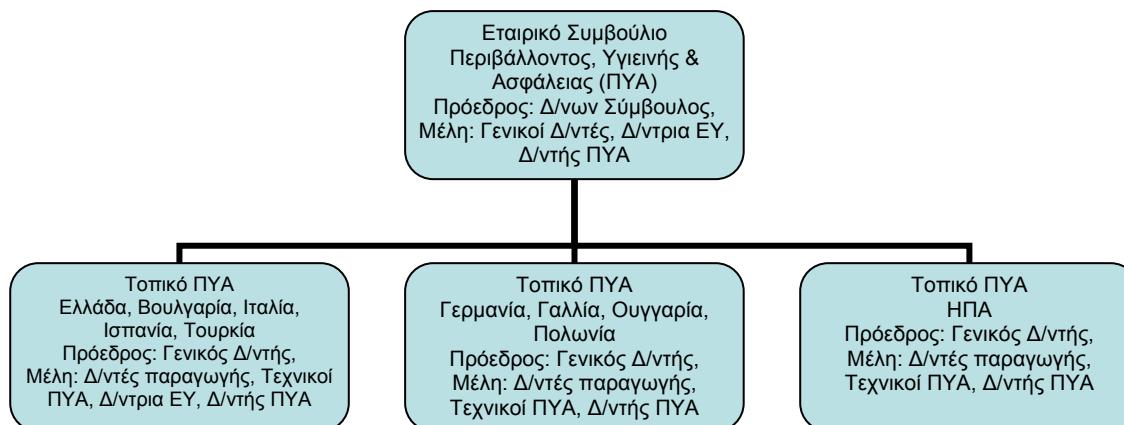 Εταιρικό Συμβούλιο
Περιβάλλοντος, Υγιεινής &
Ασφάλειας (ΠΥΑ)
Πρόεδρος: Δ/νων Σύμβουλος,
Μέλη: Γενικοί Δ/ντές, Δ/ντρια ΕΥ,
Δ/ντής ΠΥΑ
Τοπικό ΠΥΑ
Ελλάδα, Βουλγαρία, Ιταλία,
Ισπανία, Τουρκία
Πρόεδρος: Γενικός Δ/ντής,
Μέλη: Δ/ντές παραγωγής, Τεχνικοί
ΠΥΑ, Δ/ντρια ΕΥ, Δ/ντής ΠΥΑ
Τοπικό ΠΥΑ
Γερμανία, Γαλλία, Ουγγαρία,
Πολωνία
Πρόεδρος: Γενικός Δ/ντής,
Μέλη: Δ/ντές παραγωγής,
Τεχνικοί ΠΥΑ, Δ/ντής ΠΥΑ
Τοπικό ΠΥΑ
ΗΠΑ
Πρόεδρος: Γενικός Δ/ντής,
Μέλη: Δ/ντές παραγωγής,
Τεχνικοί ΠΥΑ, Δ/ντής ΠΥΑ